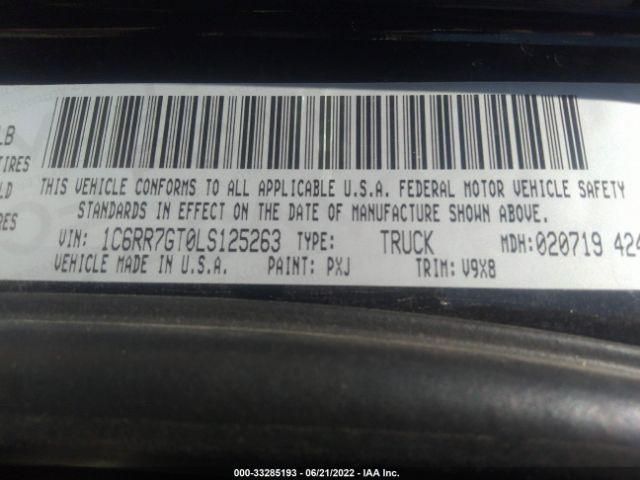 LB
TIRES
LD
RES
THIS VEHICLE CONFORMS TO ALL APPLICABLE U.S.A. FEDERAL MOTOR VEHICLE SAFETY
STANDARDS IN EFFECT ON THE DATE OF MANUFACTURE SHOWN ABOVE.
VIN: 1C6RR7GT0LS125263 TYPE: TRUCK MDH:020719 424
VEHICLE MADE IN U.S.A. PAINT: PXJ TRIM: V9X8
000-33285193 - 06/21/2022 - IAA Inc.